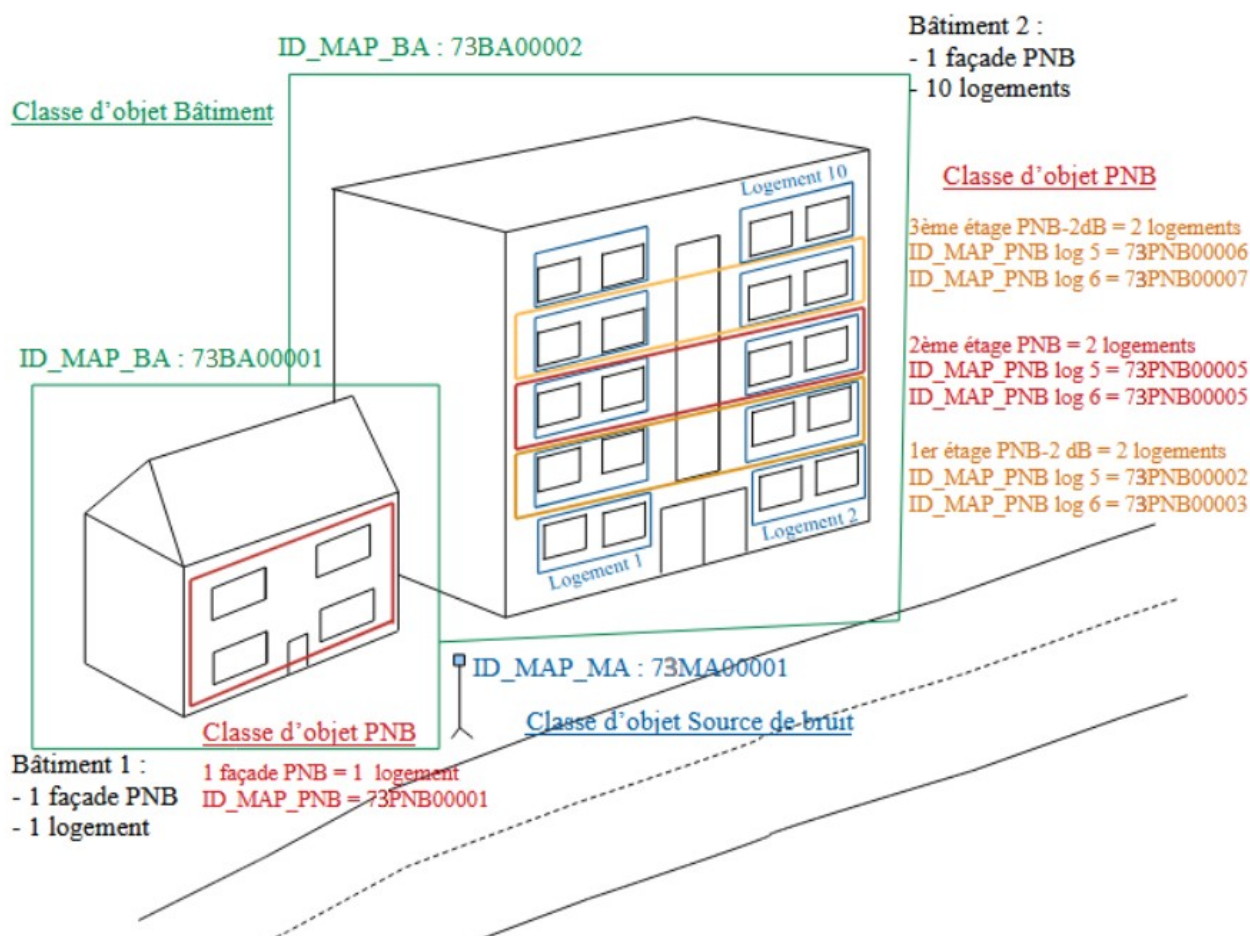 ID_MAP_BA : 73BA00002
Classe d'objet Bâtiment
Bâtiment 2 :
- 1 façade PNB
- 10 logements
Classe d'objet PNB
Logement 10
3ème étage PNB-2dB = 2 logements
ID_MAP_PNB log 5 = 73PNB00006
ID_MAP_PNB log 6 = 73PNB00007
2ème étage PNB = 2 logements
ID_MAP_PNB log 5 = 73PNB00005
ID_MAP_PNB log 6 = 73PNB00005
1er étage PNB-2 dB = 2 logements
ID_MAP_PNB log 5 = 73PNB00002
ID_MAP_PNB log 6 = 73PNB00003
ID_MAP_BA : 73BA00001
Logement 1
Logement 2
ID_MAP_MA : 73MA00001
Classe d'objet Source de bruit
Classe d'objet PNB
1 façade PNB = 1 logement
ID_MAP_PNB = 73PNB00001
Bâtiment 1 :
- 1 façade PNB
- 1 logement